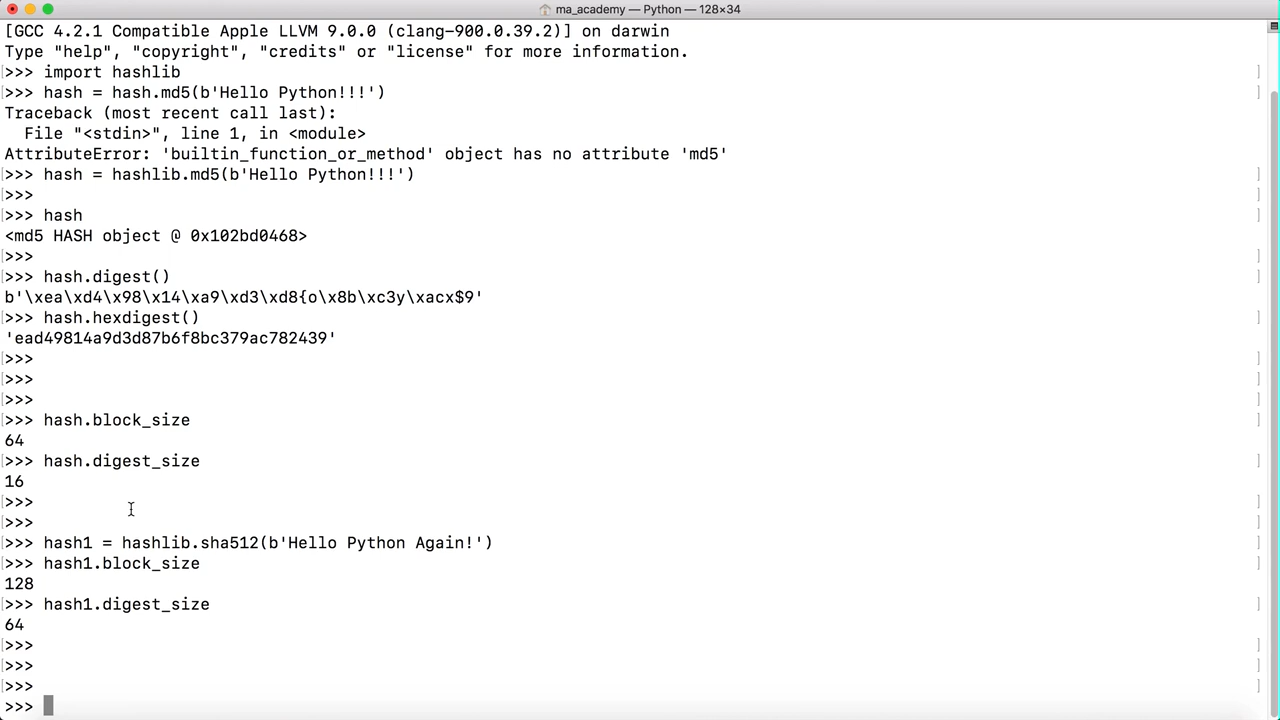 ma_academy — Python — 128×34
[GCC 4.2.1 Compatible Apple LLVM 9.0.0 (clang-900.0.39.2)] on darwin
Type "help", "copyright", "credits" or "license" for more information.
[>>> import hashlib ]
[>>> hash = hash.md5(b'Hello Python!!!') ]
Traceback (most recent call last):
  File "<stdin>", line 1, in <module>
AttributeError: 'builtin_function_or_method' object has no attribute 'md5'
[>>> hash = hashlib.md5(b'Hello Python!!!') ]
[>>> ]
[>>> hash ]
<md5 HASH object @ 0x102bd0468>
[>>> ]
[>>> hash.digest() ]
b'\xea\xd4\x98\x14\xa9\xd3\xd8{o\x8b\xc3y\xacx$9'
[>>> hash.hexdigest() ]
'ead49814a9d3d87b6f8bc379ac782439'
[>>> ]
[>>> ]
[>>> ]
[>>> hash.block_size ]
64
[>>> hash.digest_size ]
16
[>>> ]
[>>> ]
[>>> hash1 = hashlib.sha512(b'Hello Python Again!') ]
[>>> hash1.block_size ]
128
[>>> hash1.digest_size ]
64
[>>> ]
[>>> ]
[>>> ]
>>>